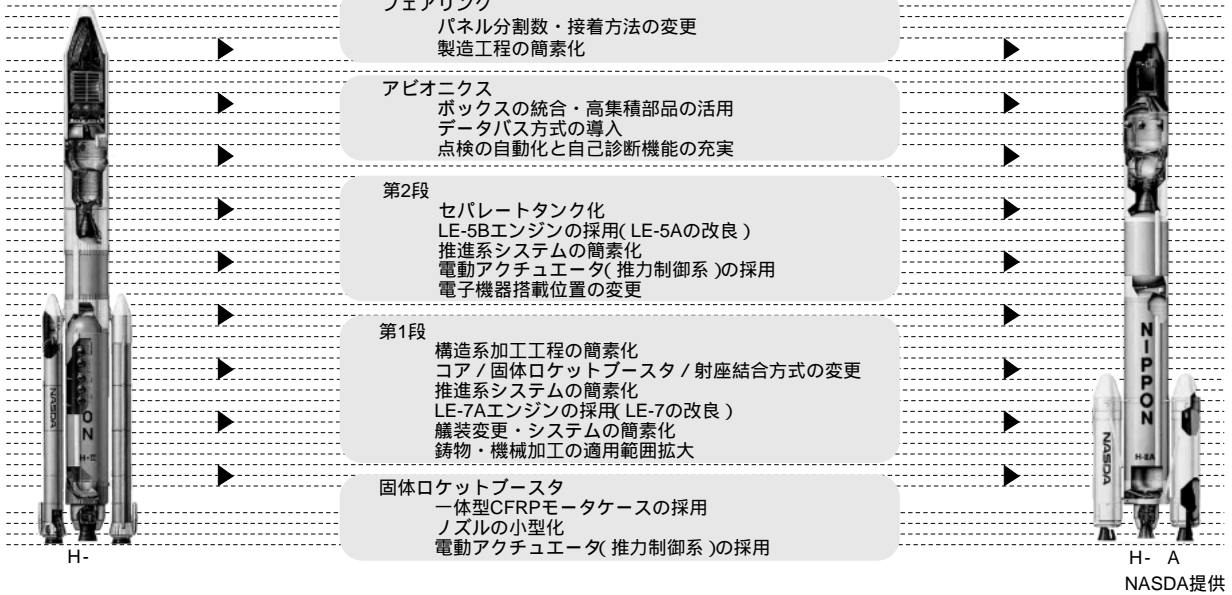 フェアリング
パネル分割数・接着方法の変更
製造工程の簡素化
アビオニクス
ボックスの統合・高集積部品の活用
データバス方式の導入
点検の自動化と自己診断機能の充実
第2段
セパレートタンク化
LE-5Bエンジンの採用( LE-5Aの改良 )
推進系システムの簡素化
電動アクチュエータ( 推力制御系 )の採用
電子機器搭載位置の変更
第1段
構造系加工工程の簡素化
コア / 固体ロケットブースタ / 射座結合方式の変更
推進系システムの簡素化
LE-7Aエンジンの採用( LE-7の改良 )
艤装変更・システムの簡素化
鋳物・機械加工の適用範囲拡大
固体ロケットブースタ
一体型CFRPモータケースの採用
ノズルの小型化
電動アクチュエータ( 推力制御系 )の採用
NASDA
ON
H-II
H-
NIPPON
NASDA
H-IIA
H- A
NASDA提供